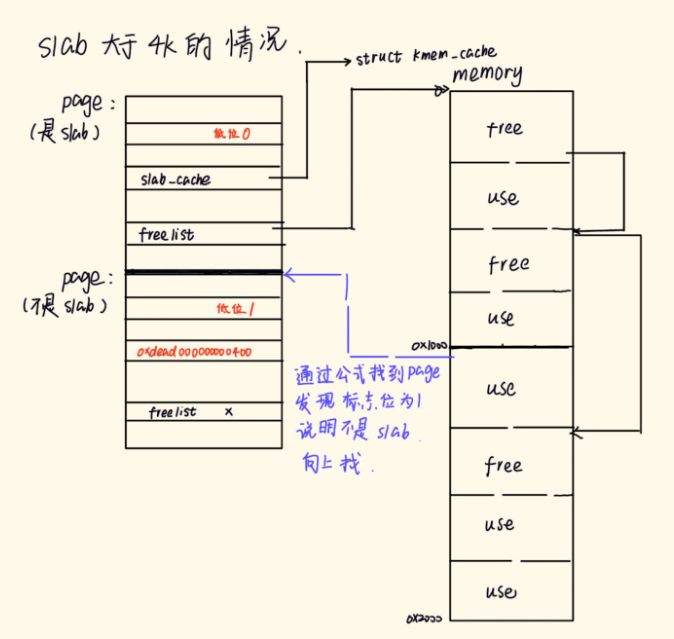 slab 大于 4k 的 情况.
page:
(是 slab)
低位0
slab_cache
freelist
page:
(不是 slab)
低位1
0xdead000000000400
freelist x
通过公式找到page
发现标志位为1
说明不是 slab.
向上找.
struct kmem_cache
memory
0
free
use
free
use
0x1000
use
free
use
use
0x2000